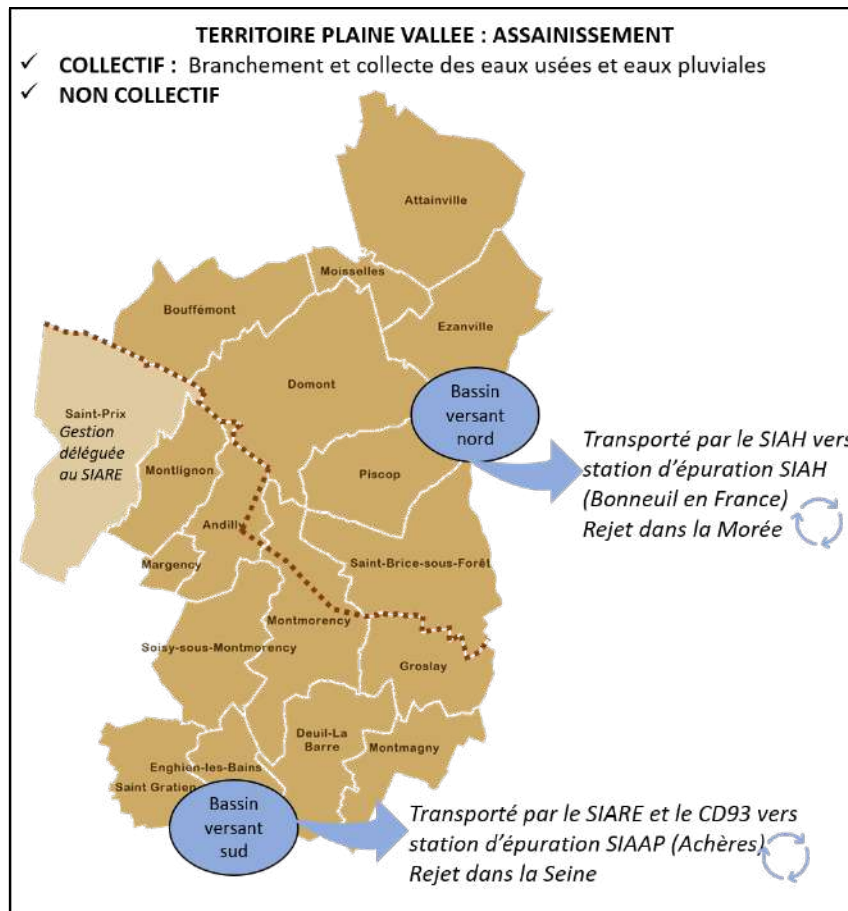 TERRITOIRE PLAINE VALLEE : ASSAINISSEMENT
✓ COLLECTIF : Branchement et collecte des eaux usées et eaux pluviales
✓ NON COLLECTIF
Attainville
Moisselles
Bouffémont
Ezanville
Domont
Bassin
versant
nord
Saint-Prix
Gestion
déléguée
au SIARE
Montlignon
Piscop
Transporté par le SIAH vers
station d'épuration SIAH
(Bonneuil en France)
Rejet dans la Morée
Andilly
Margency
Saint-Brice-sous-Forêt
Montmorency
Soisy-sous-Montmorency
Groslay
Deuil-La
Barre
Montmagny
Enghien-les-Bains
Saint Gratien
Bassin
versant
sud
Transporté par le SIARE et le CD93 vers
station d'épuration SIAAP (Achères)
Rejet dans la Seine